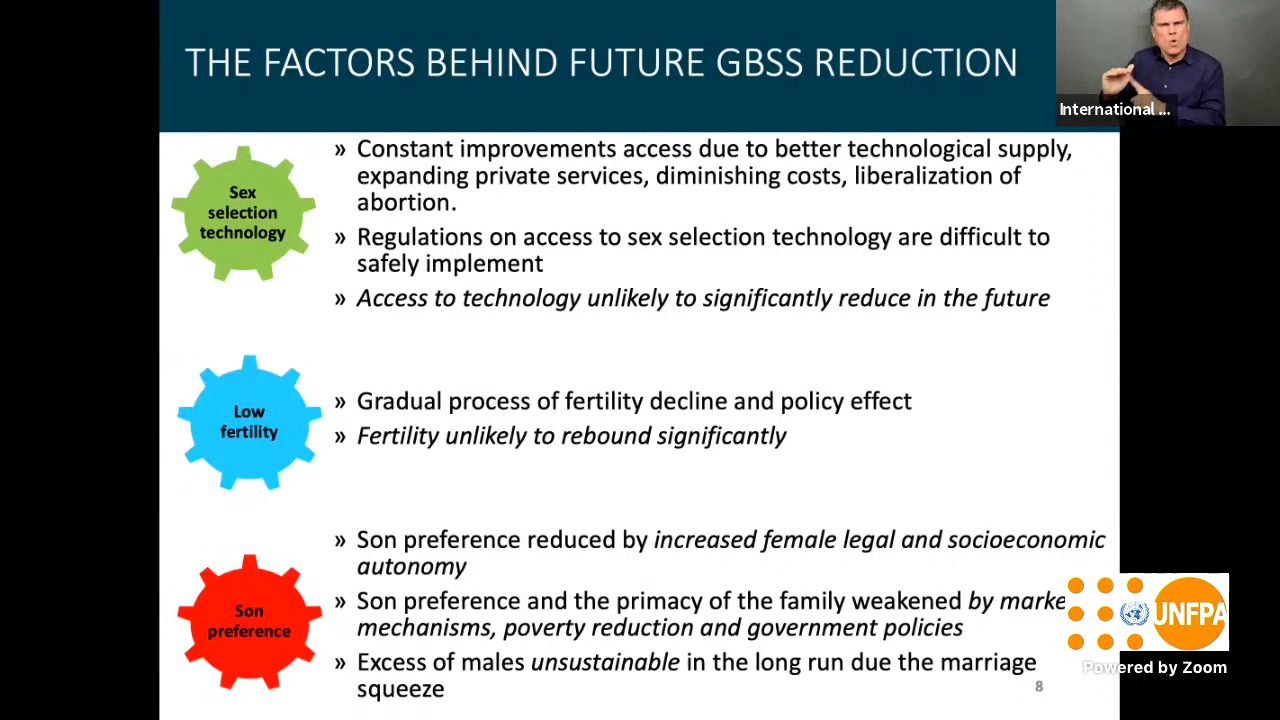 THE FACTORS BEHIND FUTURE GBSS REDUCTION
International ...
Sex
selection
technology
» Constant improvements access due to better technological supply,
expanding private services, diminishing costs, liberalization of
abortion.
» Regulations on access to sex selection technology are difficult to
safely implement
» Access to technology unlikely to significantly reduce in the future
Low
fertility
» Gradual process of fertility decline and policy effect
» Fertility unlikely to rebound significantly
Son
preference
» Son preference reduced by increased female legal and socioeconomic
autonomy
» Son preference and the primacy of the family weakened by marke
mechanisms, poverty reduction and government policies
» Excess of males unsustainable in the long run due the marriage
squeeze
8
UNFPA
Powered by Zoom